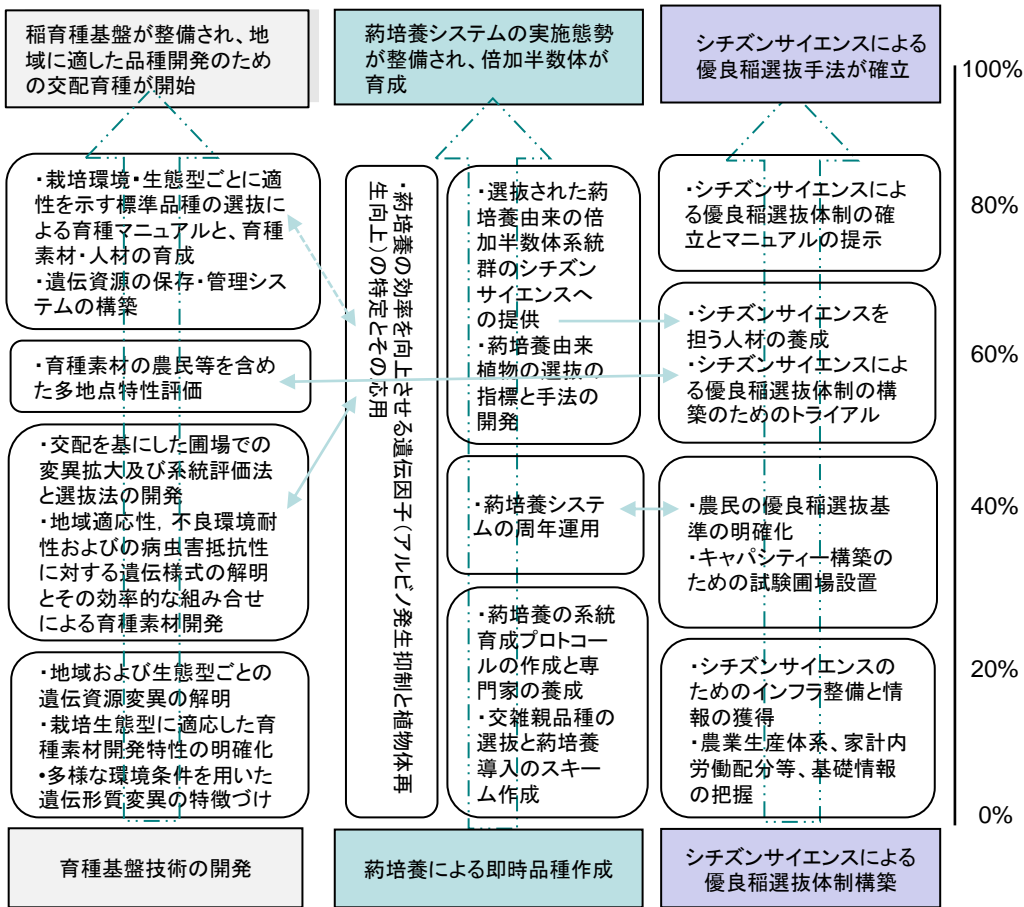 稲育種基盤が整備され、地
域に適した品種開発のため
の交配育種が開始
葯培養システムの実施態勢
が整備され、倍加半数体が
育成
シチズンサイエンスによる
優良稲選抜手法が確立
100%
・栽培環境・生態型ごとに適
性を示す標準品種の選抜に
よる育種マニュアルと、育種
素材・人材の育成
・遺伝資源の保存・管理シス
テムの構築
・育種素材の農民等を含め
た多地点特性評価
・交配を基にした圃場での
変異拡大及び系統評価法
と選抜法の開発
・地域適応性，不良環境耐
性およびの病虫害抵抗性
に対する遺伝様式の解明
とその効率的な組み合せ
による育種素材開発
・地域および生態型ごとの
遺伝資源変異の解明
・栽培生態型に適応した育
種素材開発特性の明確化
•多様な環境条件を用いた
遺伝形質変異の特徴づけ
・葯培養の効率を向上させる遺伝因子（アルビノ発生抑制と植物体再
生向上）の特定とその応用
・選抜された葯
培養由来の倍
加半数体系統
群のシチズン
サイエンスへ
の提供
・葯培養由来
植物の選抜の
指標と手法の
開発
・葯培養システ
ムの周年運用
・葯培養の系統
育成プロトコー
ルの作成と専
門家の養成
・交雑親品種の
選抜と葯培養
導入のスキー
ム作成
・シチズンサイエンスによ
る優良稲選抜体制の確
立とマニュアルの提示
・シチズンサイエンスを
担う人材の養成
・シチズンサイエンスによ
る優良稲選抜体制の構
築のためのトライアル
・農民の優良稲選抜基
準の明確化
・キャパシティー構築の
ための試験圃場設置
・シチズンサイエンスの
ためのインフラ整備と情
報の獲得
・農業生産体系、家計内
労働配分等、基礎情報
の把握
80%
60%
40%
20%
0%
育種基盤技術の開発
葯培養による即時品種作成
シチズンサイエンスによる
優良稲選抜体制構築